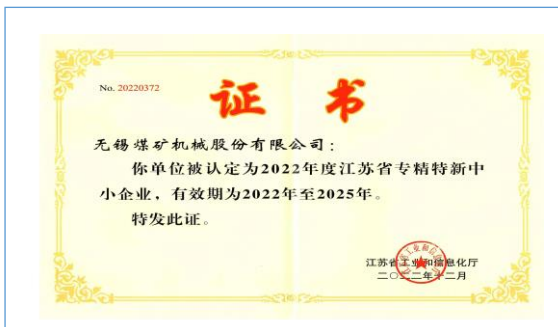 No. 20220372
证 书
无锡煤矿机械股份有限公司：
你单位被认定为2022年度江苏省专精特新中
小企业，有效期为2022年至2025年。
特发此证。
江苏省工业和信息化厅
二〇二二年十二月